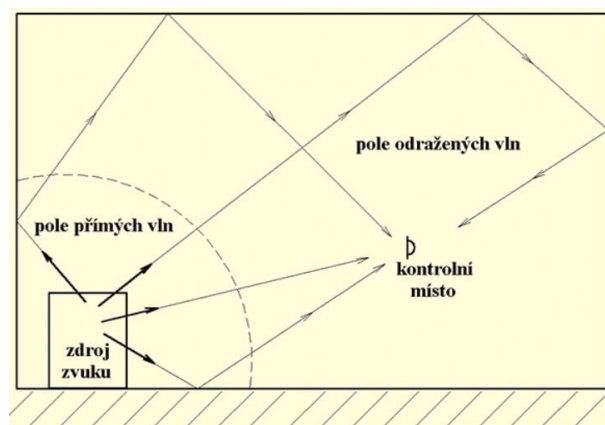 pole odražených vln
pole přímých vln
kontrolní
místo
zdroj
zvuku